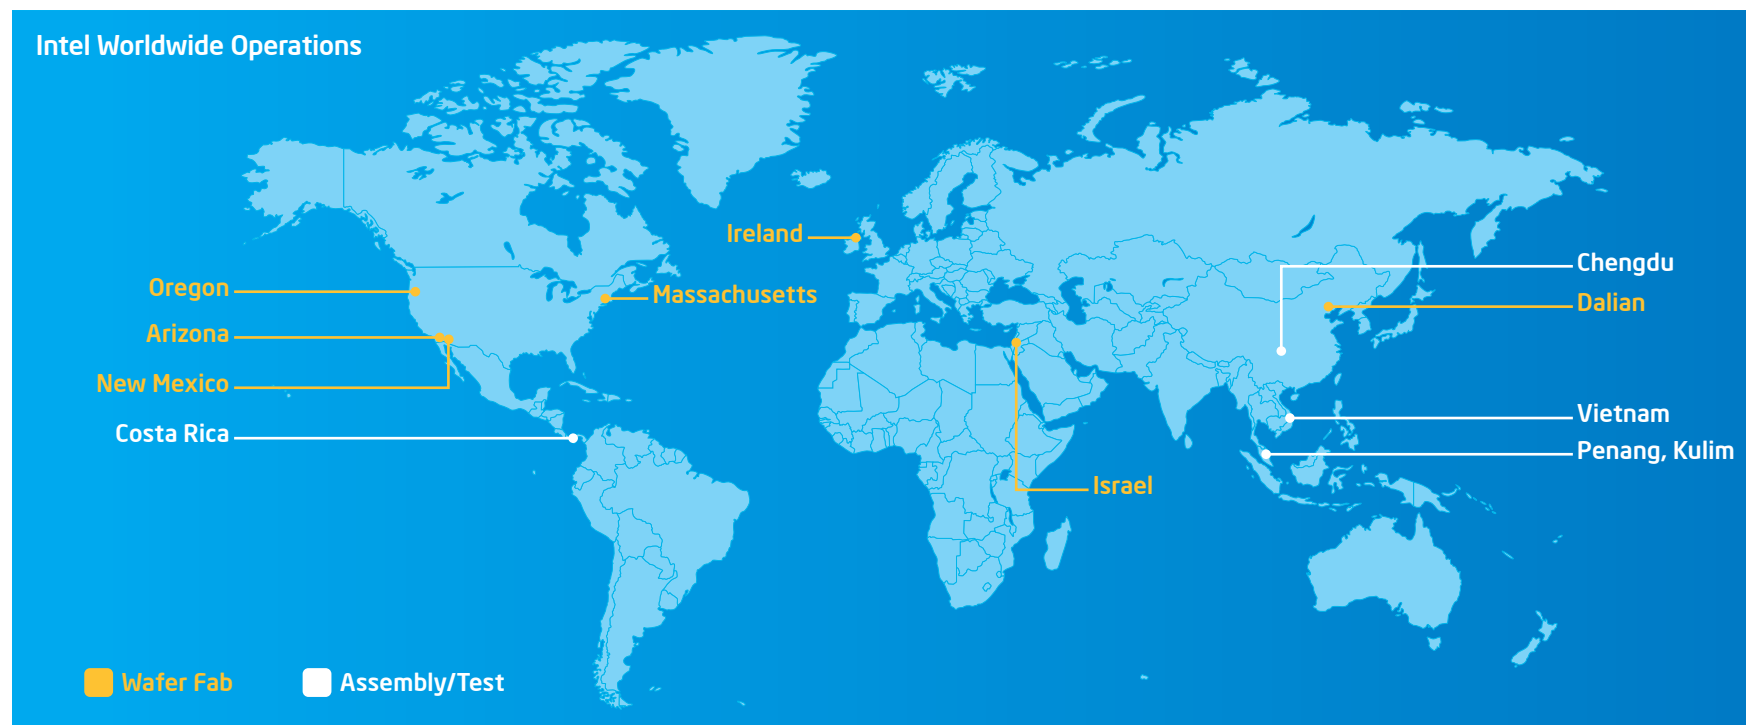 Intel Worldwide Operations
Ireland
Oregon
Massachusetts
Arizona
New Mexico
Costa Rica
Israel
Chengdu
Dalian
Vietnam
Penang, Kulim
Wafer Fab
Assembly/Test